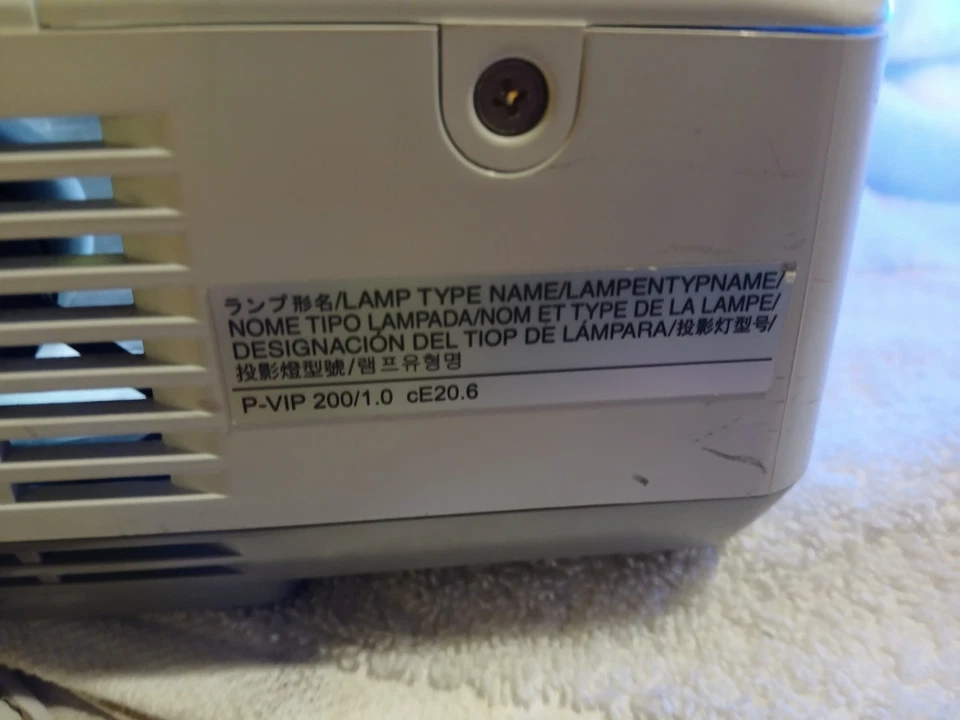 ランプ形名/LAMP TYPE NAME/LAMPENTYPNAME/
NOME TIPO LAMPADA/NOM ET TYPE DE LA LAMPE/
DESIGNACIÓN DEL TIOP DE LÁMPARA/投影灯型号/
投影燈型號/램프유형명
P-VIP 200/1.0 cE20.6